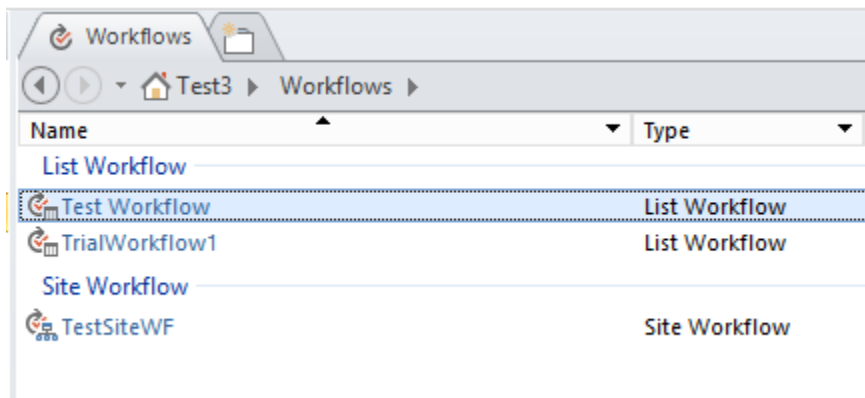 Workflows
Test3 Workflows
Name Type
List Workflow
Test Workflow List Workflow
TrialWorkflow1 List Workflow
Site Workflow
TestSiteWF Site Workflow